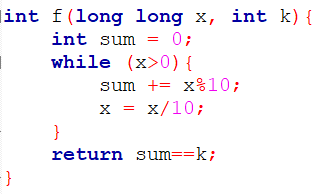 int f(long long x, int k){
    int sum = 0;
    while (x>0){
        sum += x%10;
        x = x/10;
    }
    return sum==k;
}